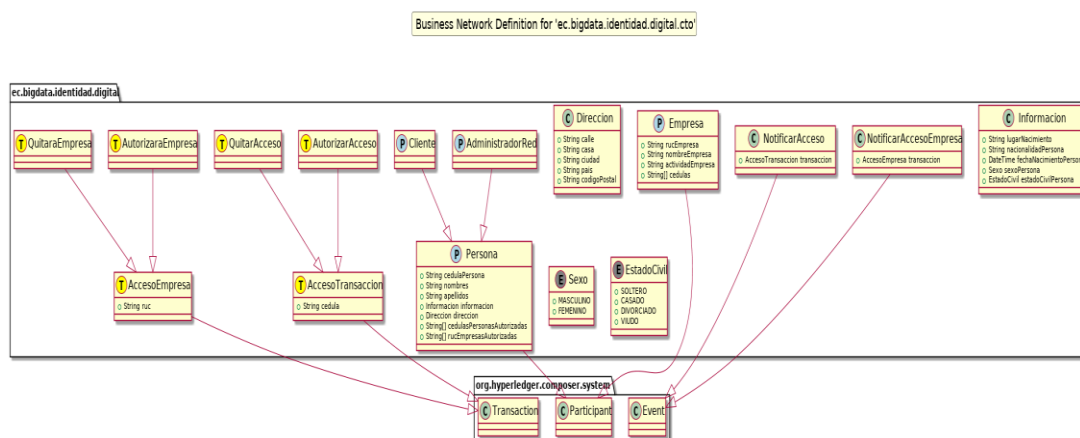 Business Network Definition for 'ec.bigdata.identidad.digital.cto'
ec.bigdata.identidad.digital
T QuitaraEmpresa
T AutorizaraEmpresa
T QuitarAcceso
T AutorizarAcceso
P Cliente
P AdministradorRed
C Direccion
String calle
String casa
String ciudad
String pais
String codigoPostal
P Empresa
String rucEmpresa
String nombreEmpresa
String actividadEmpresa
String[] cedulas
C NotificarAcceso
AccesoTransaccion transaccion
C NotificarAccesoEmpresa
AccesoEmpresa transaccion
C Informacion
String lugarNacimiento
String nacionalidadPersona
DateTime fechaNacimientoPerson
Sexo sexoPersona
EstadoCivil estadoCivilPersona
T AccesoEmpresa
String ruc
T AccesoTransaccion
String cedula
P Persona
String cedulaPersona
String nombres
String apellidos
Informacion informacion
Direccion direccion
String[] cedulasPersonasAutorizadas
String[] rucEmpresasAutorizadas
E Sexo
MASCULINO
FEMENINO
E EstadoCivil
SOLTERO
CASADO
DIVORCIADO
VIUDO
org.hyperledger.composer.system
C Transaction
C Participant
C Event